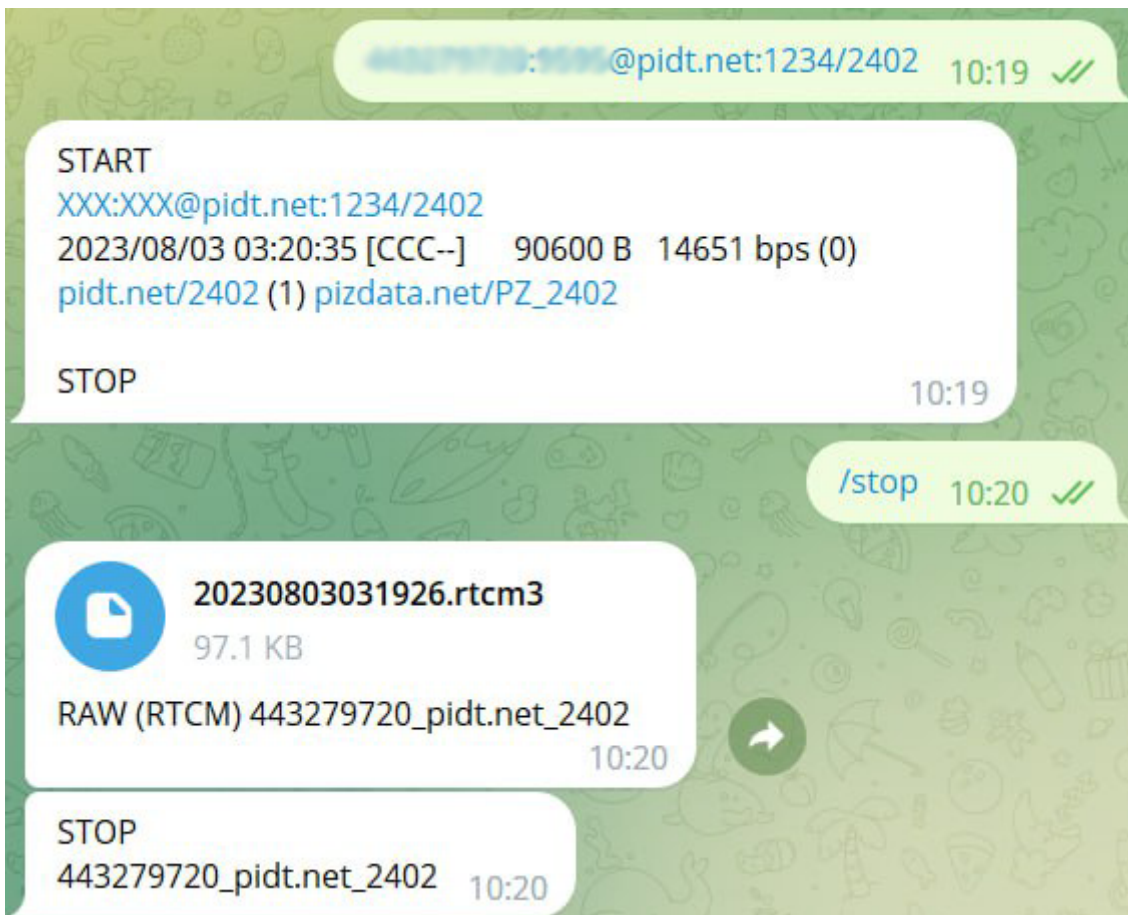 @pidt.net:1234/2402 10:19
START
XXX:XXX@pidt.net:1234/2402
2023/08/03 03:20:35 [CCC--] 90600 B 14651 bps (0)
pidt.net/2402 (1) pizdata.net/PZ_2402
STOP
10:19
/stop 10:20
20230803031926.rtcm3
97.1 KB
RAW (RTCM) 443279720_pidt.net_2402
10:20
STOP
443279720_pidt.net_2402 10:20